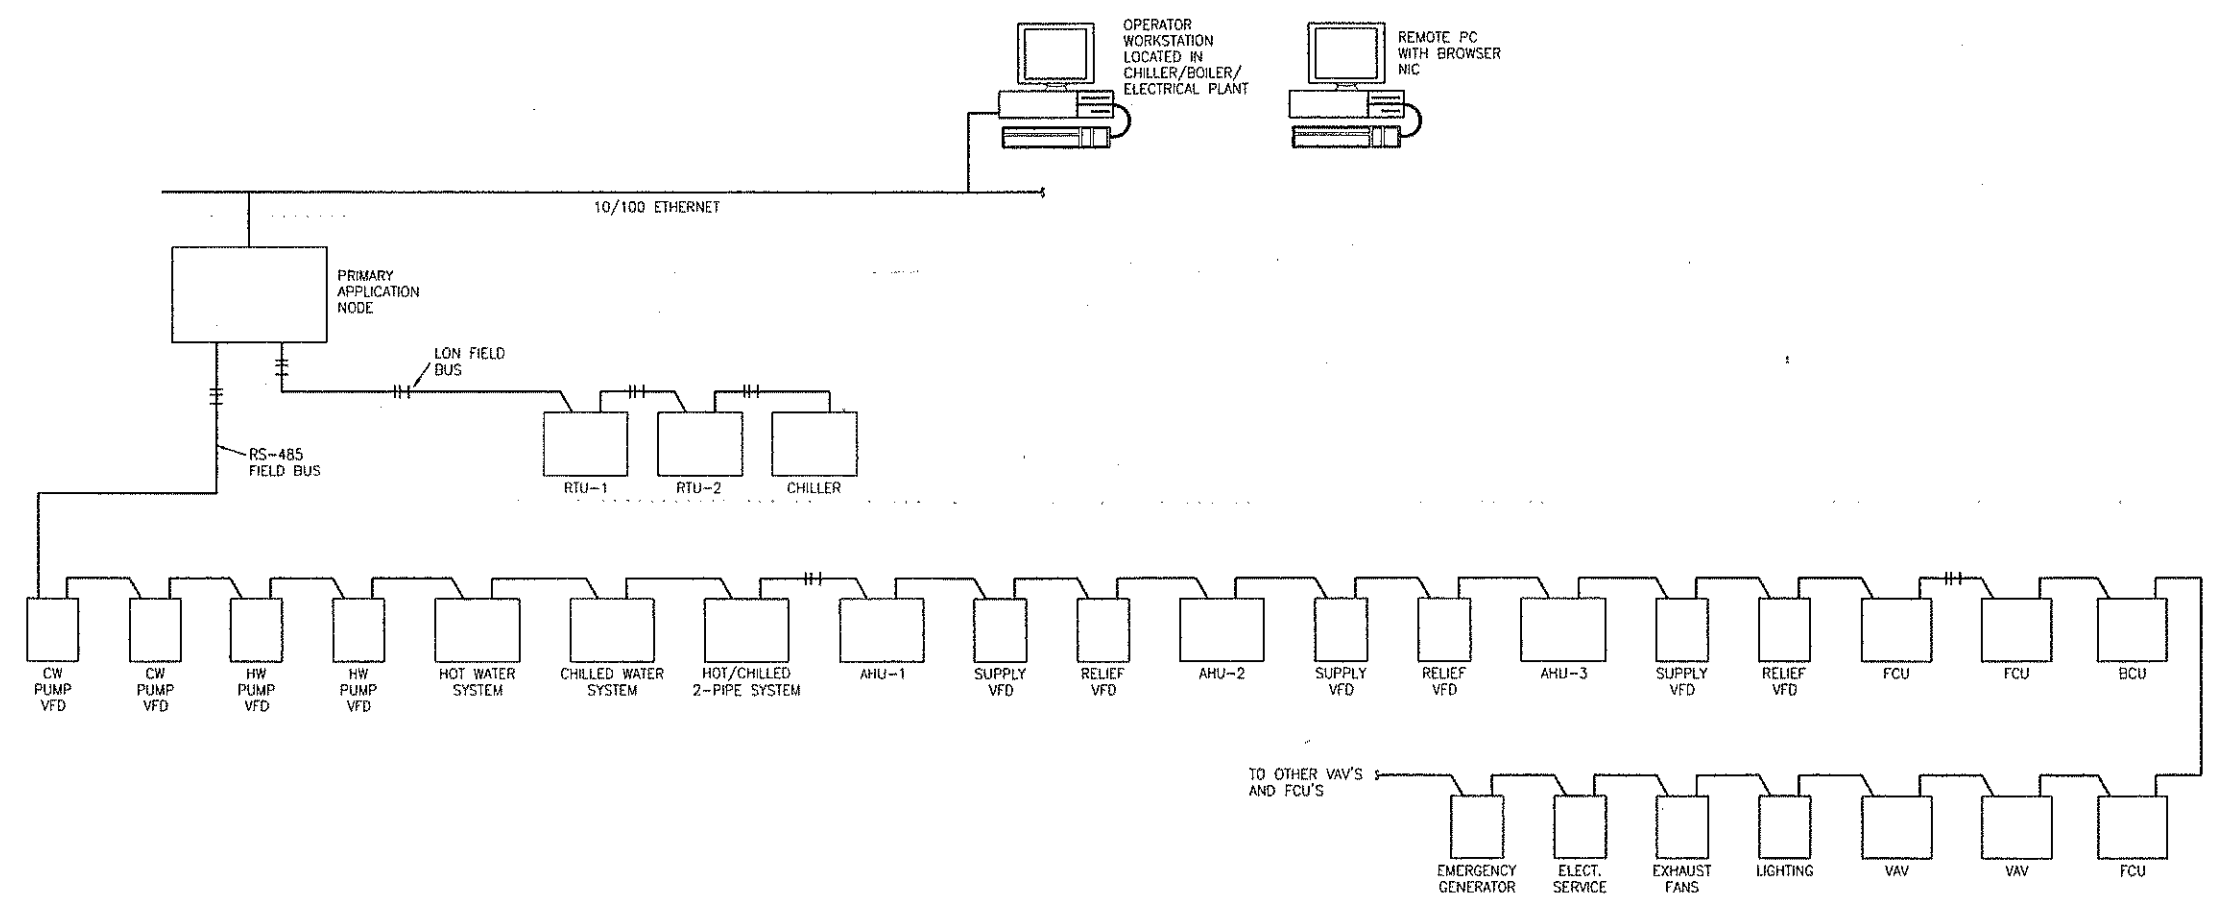 OPERATOR
WORKSTATION
LOCATED IN
CHILLER/BOILER/
ELECTRICAL PLANT
REMOTE PC
WITH BROWSER
NIC
10/100 ETHERNET
PRIMARY
APPLICATION
NODE
LON FIELD
BUS
RS-485
FIELD BUS
RTU-1
RTU-2
CHILLER
CW
PUMP
VFD
CW
PUMP
VFD
HW
PUMP
VFD
HW
PUMP
VFD
HOT WATER
SYSTEM
CHILLED WATER
SYSTEM
HOT/CHILLED
2-PIPE SYSTEM
AHU-1
SUPPLY
VFD
RELIEF
VFD
AHU-2
SUPPLY
VFD
RELIEF
VFD
AHU-3
SUPPLY
VFD
RELIEF
VFD
FCU
FCU
BCU
TO OTHER VAV'S
AND FCU'S
EMERGENCY
GENERATOR
ELECT.
SERVICE
EXHAUST
FANS
LIGHTING
VAV
VAV
FCU